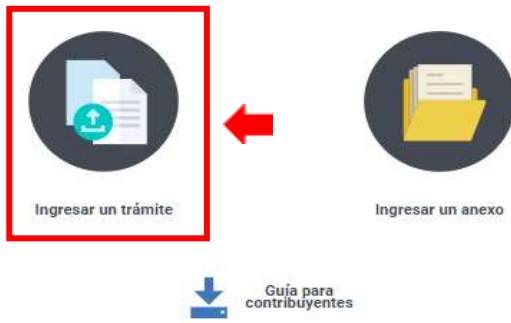 Ingresar un trámite
Ingresar un anexo
Guía para
contribuyentes